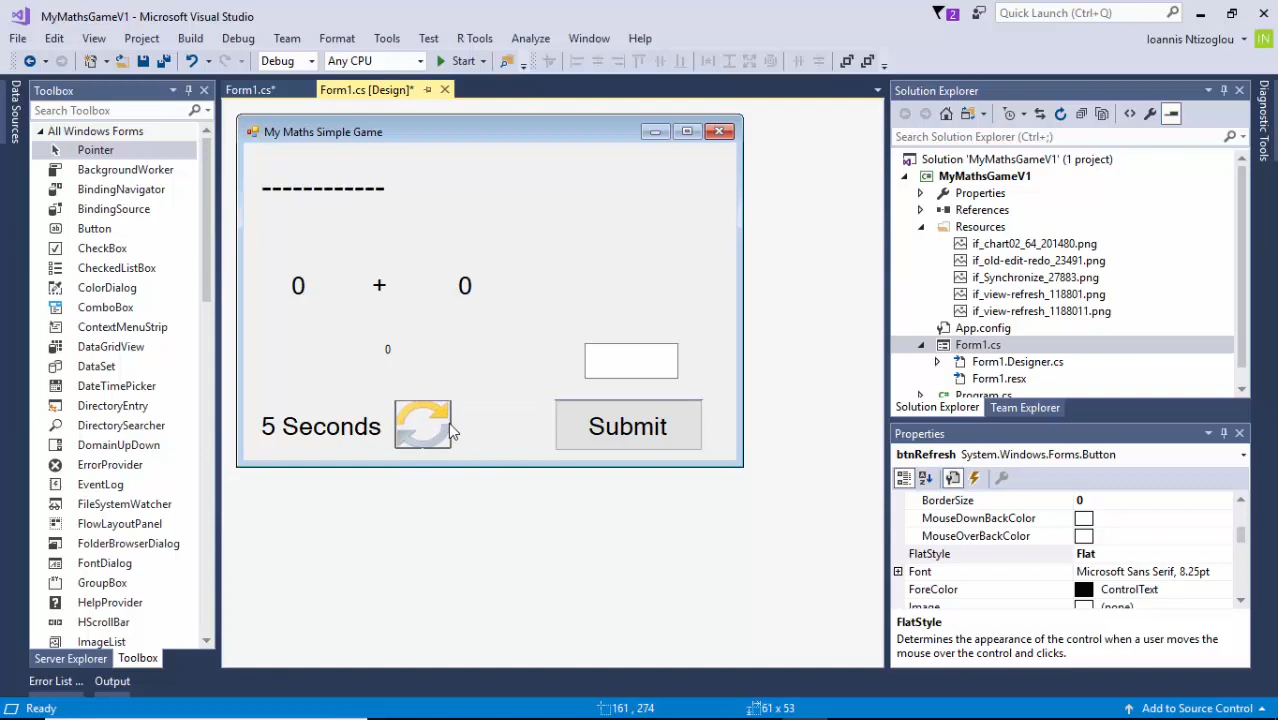 MyMathsGameV1 - Microsoft Visual Studio
2
Quick Launch (Ctrl+Q)
File Edit View Project Build Debug Team Format Tools Test R Tools Analyze Window Help
Ioannis Ntizoglou
IN
Debug
Any CPU
Start
Data Sources
Toolbox
Search Toolbox
All Windows Forms
Pointer
BackgroundWorker
BindingNavigator
BindingSource
Button
CheckBox
CheckedListBox
ColorDialog
ComboBox
ContextMenuStrip
DataGridView
DataSet
DateTimePicker
DirectoryEntry
DirectorySearcher
DomainUpDown
ErrorProvider
EventLog
FileSystemWatcher
FlowLayoutPanel
FolderBrowserDialog
FontDialog
GroupBox
HelpProvider
HScrollBar
ImageList
Server Explorer Toolbox
Error List ... Output
Form1.cs* Form1.cs [Design]*
My Maths Simple Game
------------
0 + 0
0
5 Seconds
Submit
Solution Explorer
Search Solution Explorer (Ctrl+;)
Solution 'MyMathsGameV1' (1 project)
MyMathsGameV1
Properties
References
Resources
if_chart02_64_201480.png
if_old-edit-redo_23491.png
if_Synchronize_27883.png
if_view-refresh_118801.png
if_view-refresh_1188011.png
App.config
Form1.cs
Form1.Designer.cs
Form1.resx
Program.cs
Solution Explorer Team Explorer
Properties
btnRefresh System.Windows.Forms.Button
BorderSize 0
MouseDownBackColor
MouseOverBackColor
FlatStyle Flat
Font Microsoft Sans Serif, 8.25pt
ForeColor ControlText
Image (none)
FlatStyle
Determines the appearance of the control when a user moves the
mouse over the control and clicks.
Diagnostic Tools
Ready
161 , 274
61 x 53
Add to Source Control